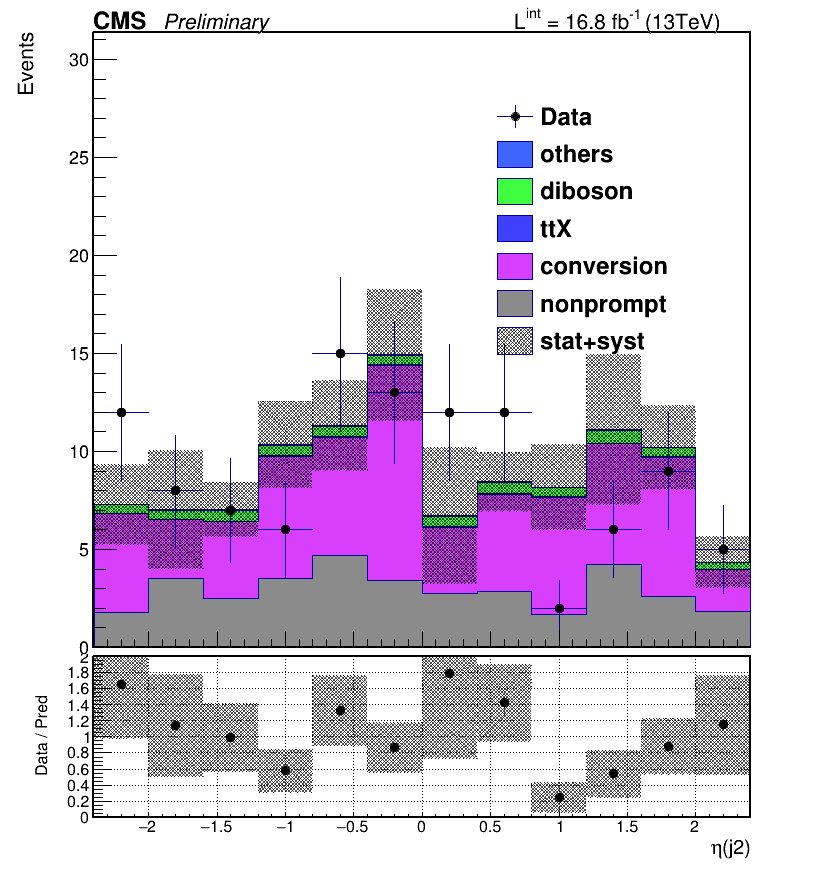 CMS Preliminary
L^int = 16.8 fb^-1 (13TeV)
Events
30
25
20
15
10
5
0
Data
others
diboson
ttX
conversion
nonprompt
stat+syst
Data / Pred
2
1.8
1.6
1.4
1.2
1
0.8
0.6
0.4
0.2
0
−2 −1.5 −1 −0.5 0 0.5 1 1.5 2
η(j2)